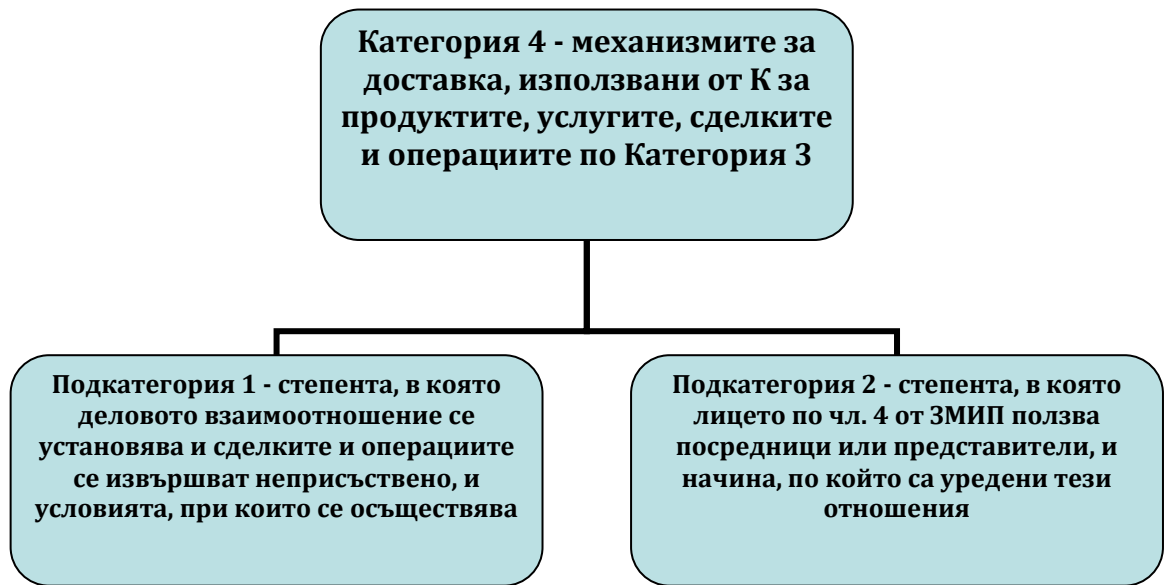 Категория 4 - механизмите за
доставка, използвани от К за
продуктите, услугите, сделките
и операциите по Категория 3
Подкатегория 1 - степента, в която
деловото взаимоотношение се
установява и сделките и операциите
се извършват неприсъствено, и
условията, при които се осъществява
Подкатегория 2 - степента, в която
лицето по чл. 4 от ЗМИП ползва
посредници или представители, и
начина, по който са уредени тези
отношения